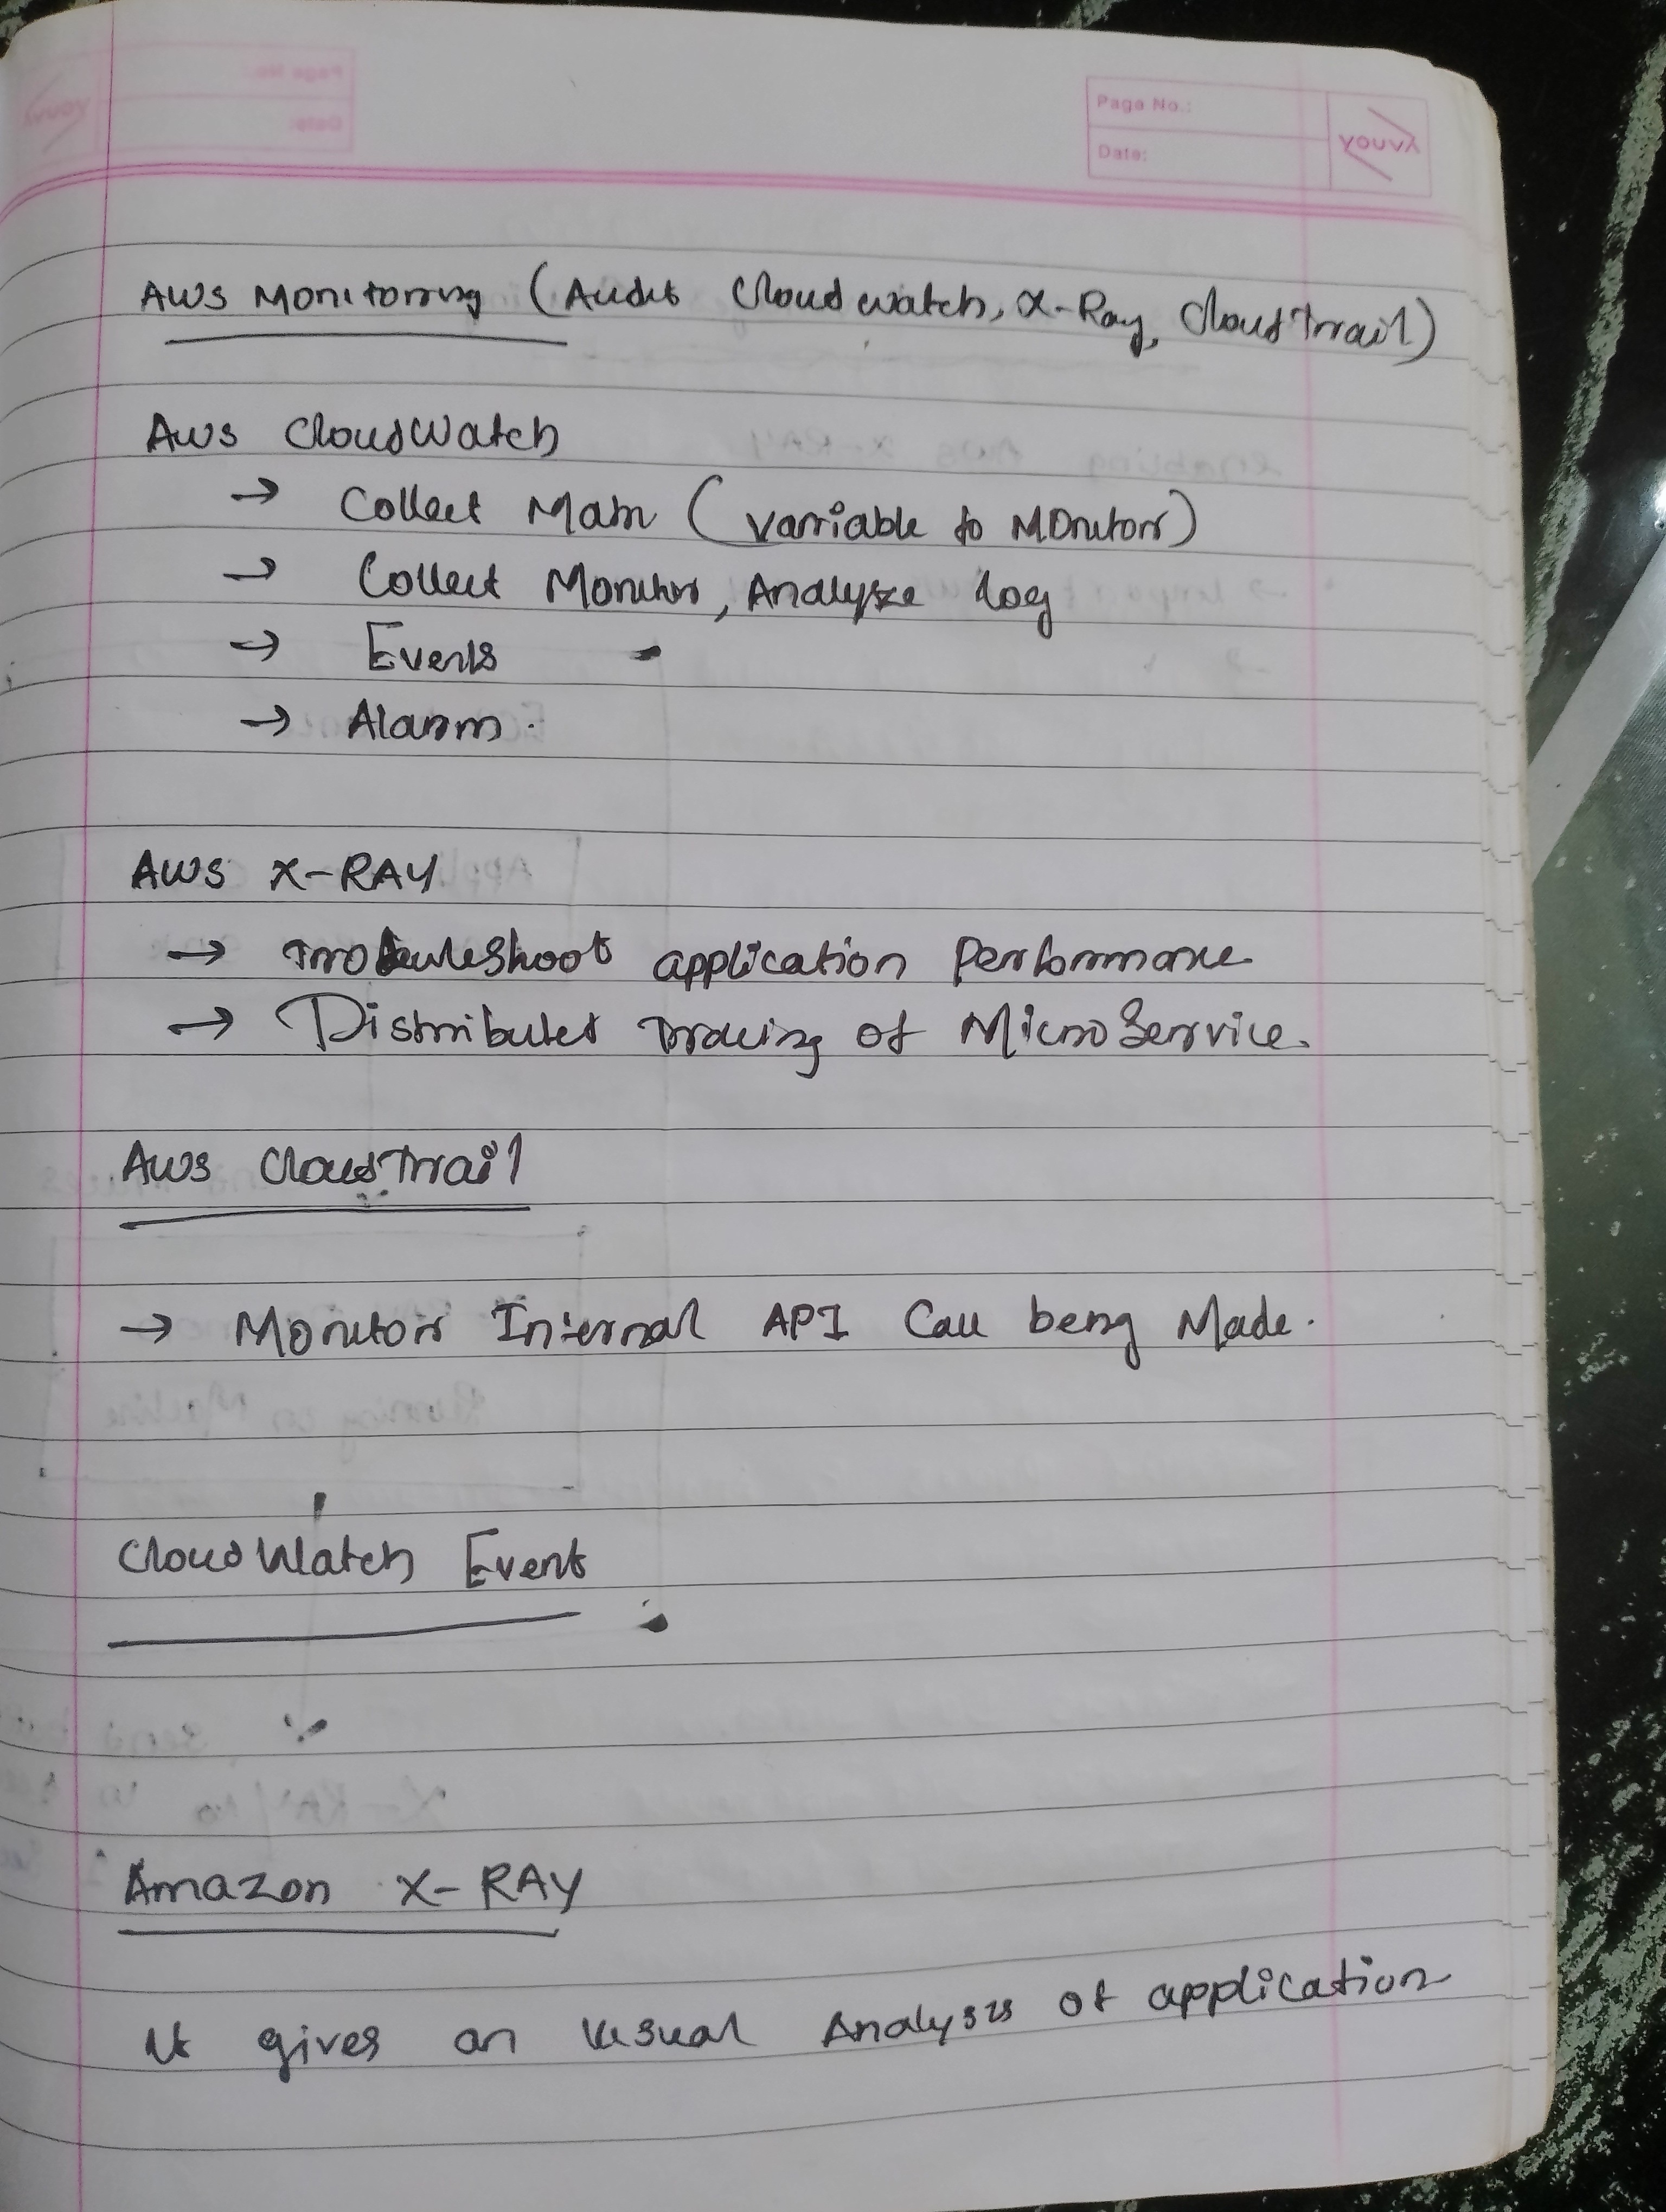 Page No.:
Date:
youva
AWS Monitoring (Audit Cloudwatch, X-Ray, CloudTrail)
Aws CloudWatch
→ Collect (variable to Monitor)
→ Collect Monitor, Analyze log
→ Events
→ Alarm.
AWS X-RAY
→ Troubleshoot application Performance
→ Distributed Tracing of MicroService.
Aws CloudTrail
→ Monitor Internal API Call being Made.
CloudWatch Event
Amazon X-RAY
It gives an visual Analysis of application